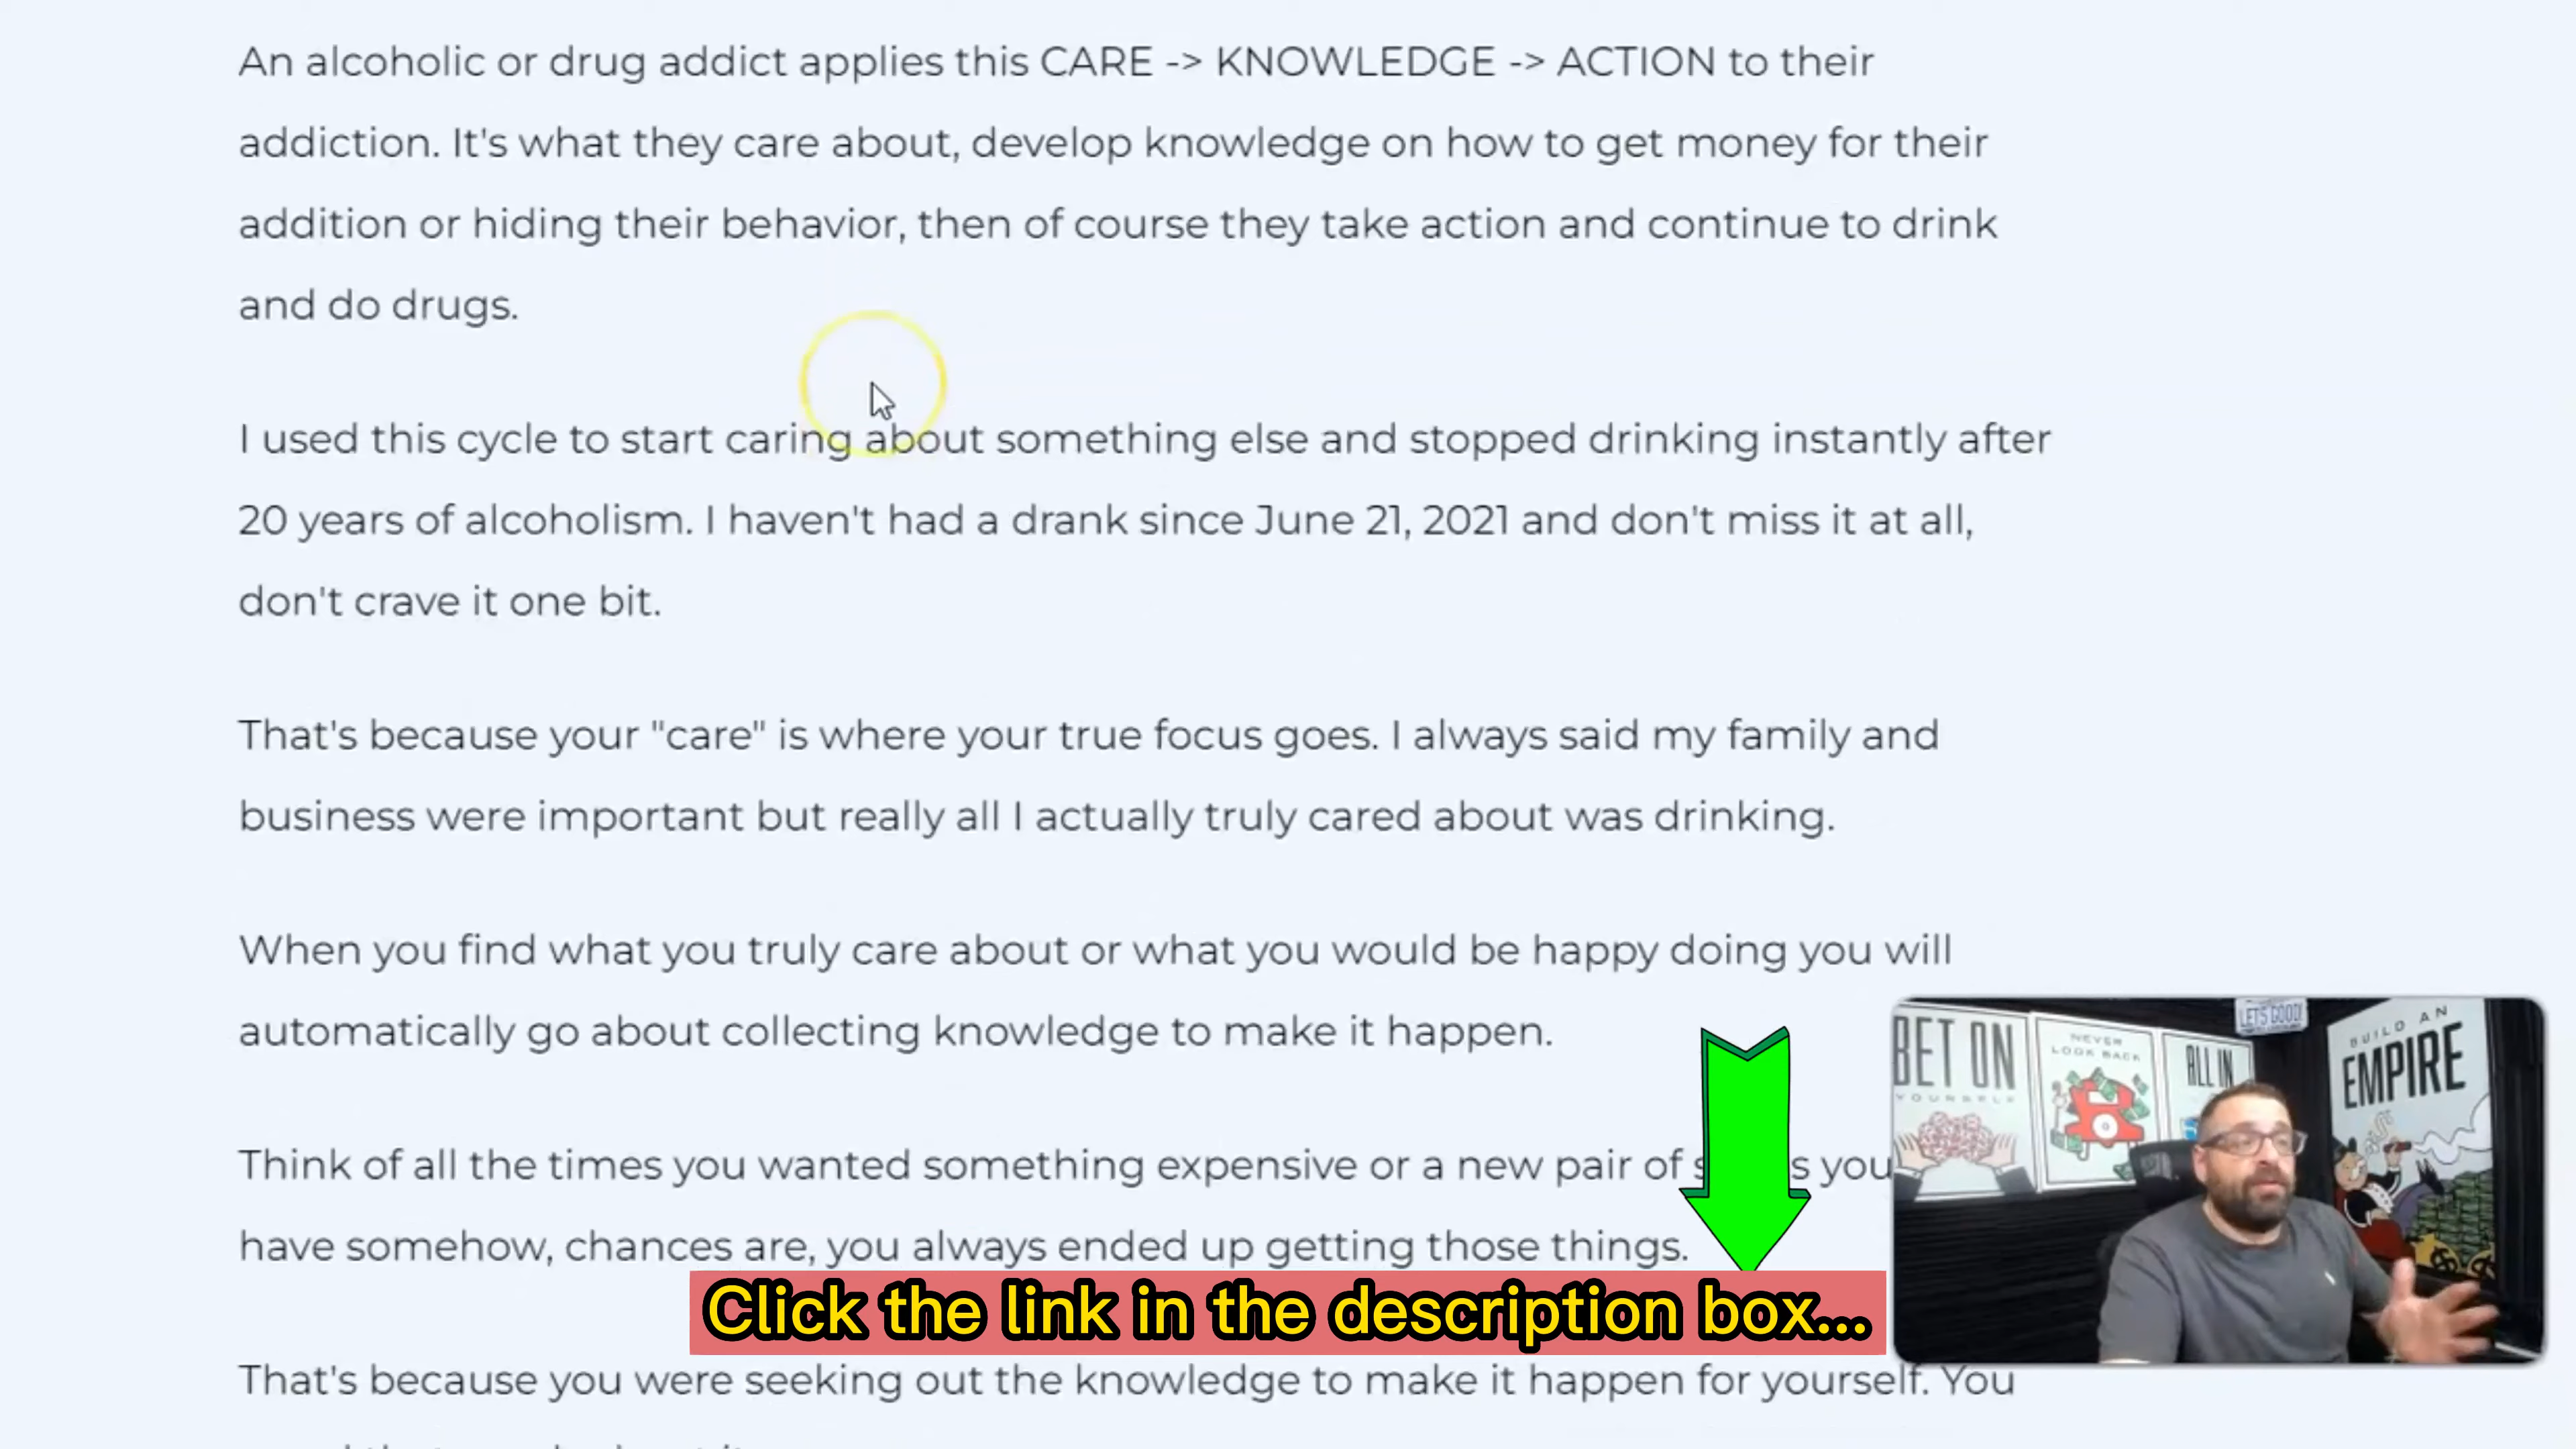 An alcoholic or drug addict applies this CARE -> KNOWLEDGE -> ACTION to their
addiction. It's what they care about, develop knowledge on how to get money for their
addition or hiding their behavior, then of course they take action and continue to drink
and do drugs.
I used this cycle to start caring about something else and stopped drinking instantly after
20 years of alcoholism. I haven't had a drank since June 21, 2021 and don't miss it at all,
don't crave it one bit.
That's because your "care" is where your true focus goes. I always said my family and
business were important but really all I actually truly cared about was drinking.
When you find what you truly care about or what you would be happy doing you will
automatically go about collecting knowledge to make it happen.
Think of all the times you wanted something expensive or a new pair of you
have somehow, chances are, you always ended up getting those things.
Click the link in the description box...
That's because you were seeking out the knowledge to make it happen for yourself. You
BET ON
YOURSELF
NEVER
LOOK BACK
ALL IN
LET'S GOOD!
BUILD AN
EMPIRE